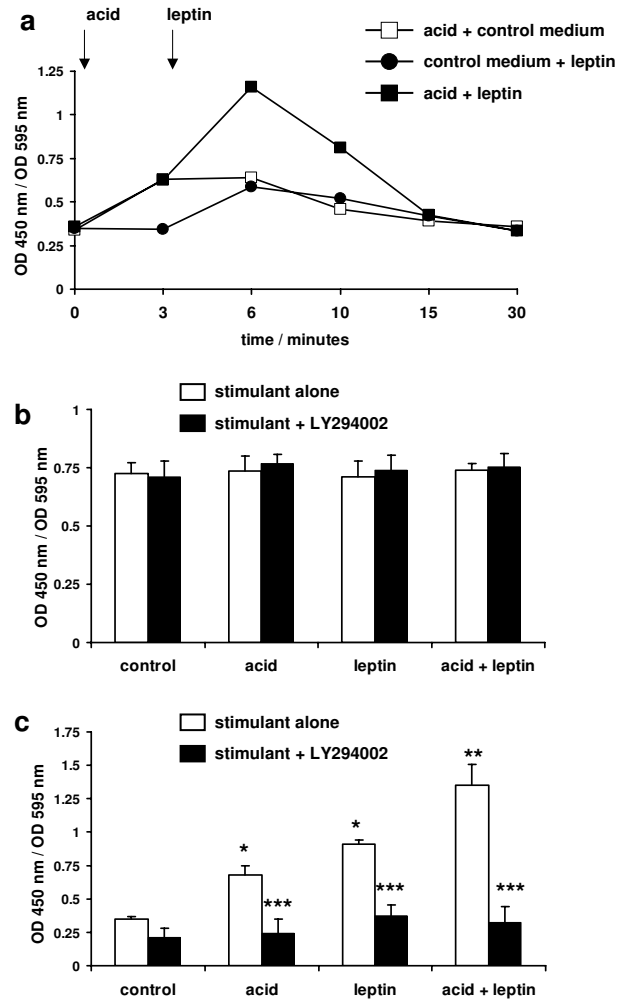 a
acid leptin
acid + control medium
control medium + leptin
acid + leptin
OD 450 nm / OD 595 nm
1.25
1
0.75
0.5
0.25
0
0 3 6 10 15 30
time / minutes
b
stimulant alone
stimulant + LY294002
OD 450 nm / OD 595 nm
1
0.75
0.5
0.25
0
control acid leptin acid + leptin
c
stimulant alone
stimulant + LY294002
OD 450 nm / OD 595 nm
1.75
1.5
1.25
1
0.75
0.5
0.25
0
* *** * *** ** ***
control acid leptin acid + leptin